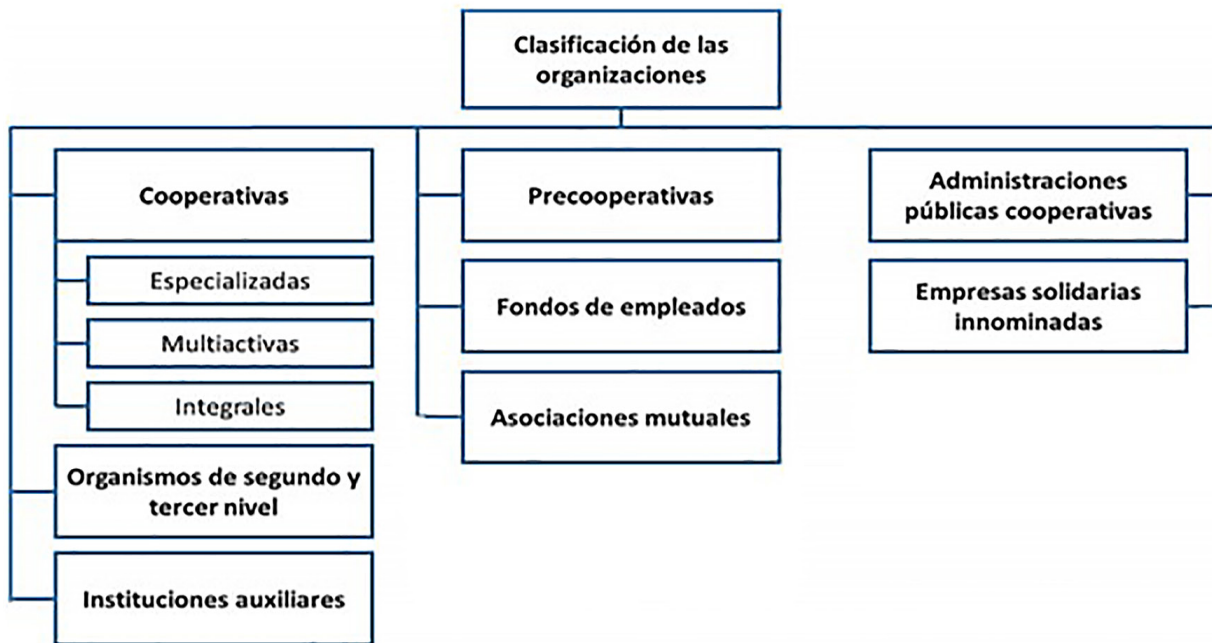 Clasificación de las
organizaciones
Cooperativas
Especializadas
Multiactivas
Integrales
Organismos de segundo y
tercer nivel
Instituciones auxiliares
Precooperativas
Fondos de empleados
Asociaciones mutuales
Administraciones
públicas cooperativas
Empresas solidarias
innominadas